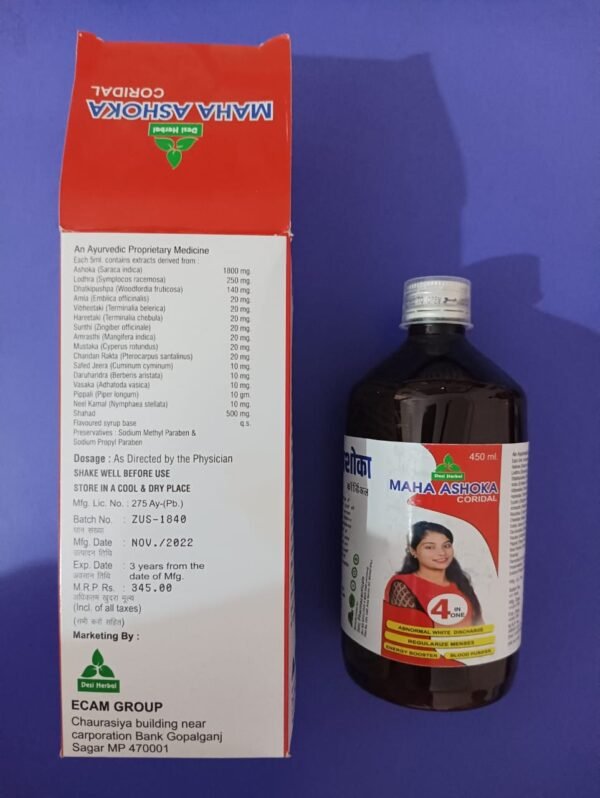 MAHA ASHOKA
CORIDAL
Desi Herbal
An Ayurvedic Proprietary Medicine
Each 5ml. contains extracts derived from :
Ashoka (Saraca indica) 1800 mg.
Lodhra (Symplocos racemosa) 250 mg
Dhatkipushpa (Woodfordia fruticosa) 140 mg
Amla (Emblica officinalis) 20 mg.
Vibheetaki (Terminalia belerica) 20 mg.
Hareetaki (Terminalia chebula) 20 mg.
Sunthi (Zingiber officinale) 20 mg.
Amrasthi (Mangifera indica) 20 mg.
Mustaka (Cyperus rotundus) 20 mg.
Chandan Rakta (Pterocarpus santalinus) 20 mg.
Safed Jeera (Cuminum cyminum) 10 mg.
Daruharidra (Berberis aristata) 10 mg.
Vasaka (Adhatoda vasica) 10 mg.
Pippali (Piper longum) 10 gm.
Neel Kamal (Nymphaea stellata) 10 mg.
Shahad 500 mg.
Flavoured syrup base q.s.
Preservatives : Sodium Methyl Paraben &
Sodium Propyl Paraben
Dosage : As Directed by the Physician
SHAKE WELL BEFORE USE
STORE IN A COOL & DRY PLACE
Mfg. Lic. No. : 275 Ay-(Pb.)
Batch No. : ZUS-1840
घान संख्या
Mfg. Date : NOV./2022
उत्पादन तिथि
Exp. Date : 3 years from the
अवसान तिथि date of Mfg.
M.R.P Rs. : 345.00
अधिकतम खुदरा मूल्य
(Incl. of all taxes)
(सभी करों सहित)
Marketing By :
Desi Herbal
ECAM GROUP
Chaurasiya building near
carporation Bank Gopalganj
Sagar MP 470001
450 ml.
Desi Herbal
MAHA ASHOKA
CORIDAL
4 IN ONE
ABNORMAL WHITE DISCHARGE
REGULARIZE MENSES
ENERGY BOOSTER BLOOD PURIFIER